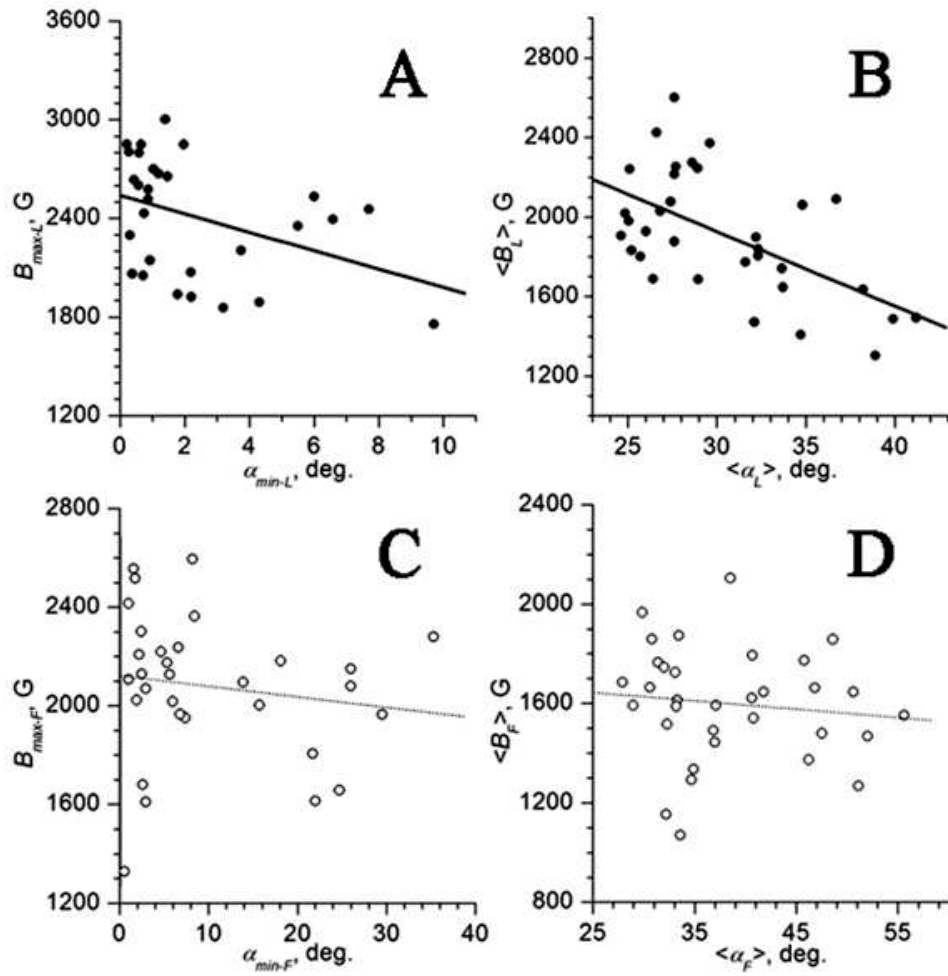 A
B_max-L, G
3600
3000
2400
1800
1200
0 2 4 6 8 10
α_min-L, deg.
B
<B_L>, G
2800
2400
2000
1600
1200
25 30 35 40
<α_L>, deg.
C
B_max-F, G
2800
2400
2000
1600
1200
0 10 20 30 40
α_min-F, deg.
D
<B_F>, G
2400
2000
1600
1200
800
25 35 45 55
<α_F>, deg.